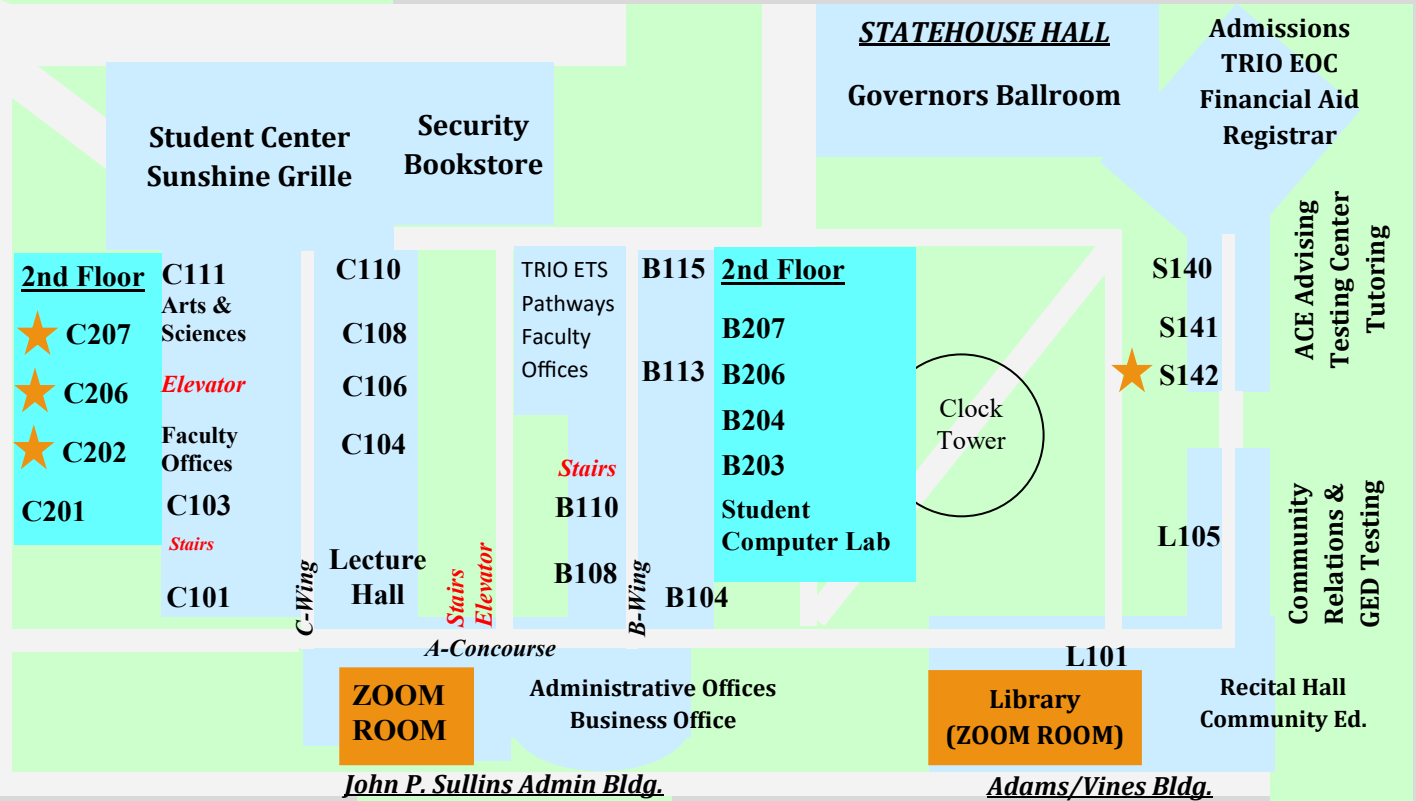 STATEHOUSE HALL
Governors Ballroom
Admissions
TRIO EOC
Financial Aid
Registrar
Student Center
Sunshine Grille
Security
Bookstore
ACE Advising
Testing Center
Tutoring
2nd Floor
C207
C206
C202
C201
C111
Arts &
Sciences
Elevator
Faculty
Offices
C103
Stairs
C101
C-Wing
C110
C108
C106
C104
Lecture
Hall
Stairs
Elevator
TRIO ETS
Pathways
Faculty
Offices
Stairs
B110
B108
B-Wing
B115
B113
B104
2nd Floor
B207
B206
B204
B203
Student
Computer Lab
Clock
Tower
S140
S141
S142
L105
Community
Relations &
GED Testing
A-Concourse
ZOOM
ROOM
Administrative Offices
Business Office
L101
Library
(ZOOM ROOM)
Recital Hall
Community Ed.
John P. Sullins Admin Bldg.
Adams/Vines Bldg.